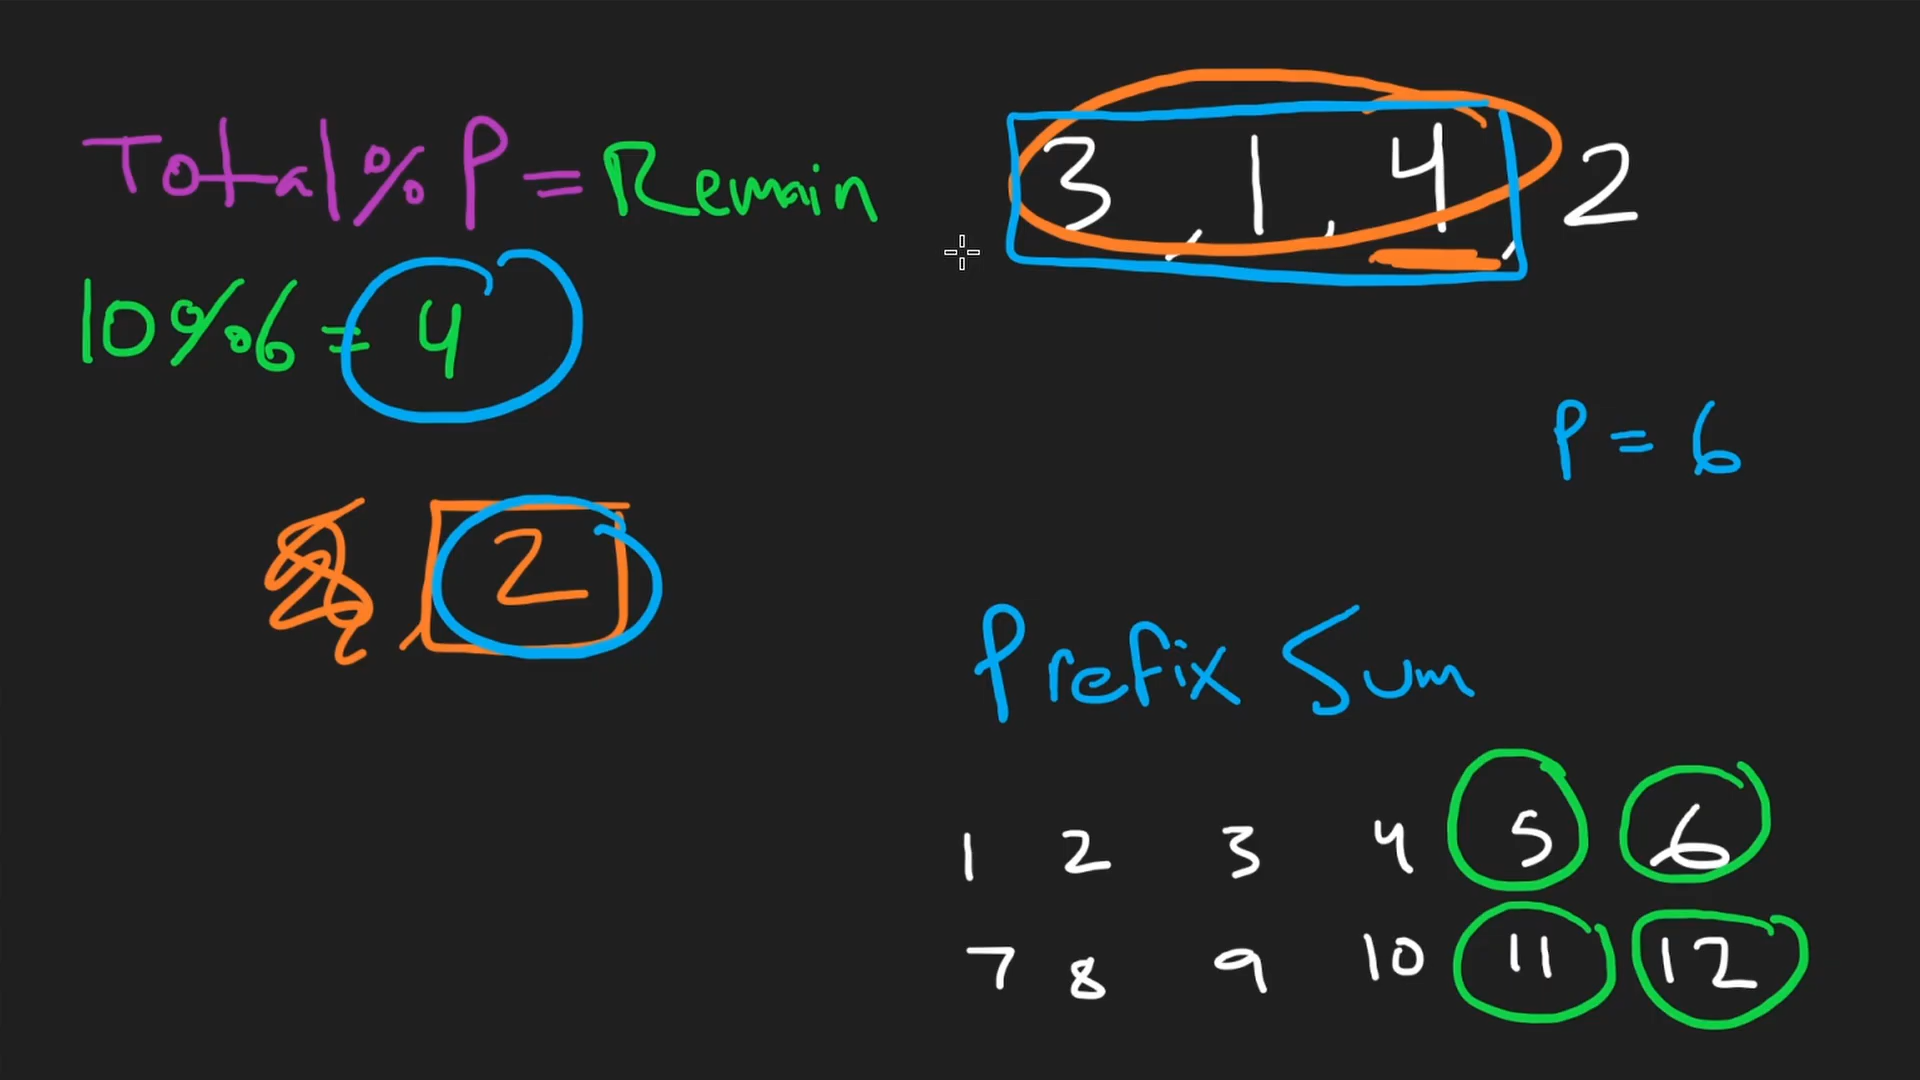 Total % P = Remain
3, 1, 4, 2
10 % 6 = 4
P = 6
2
Prefix Sum
1 2 3 4 5 6
7 8 9 10 11 12